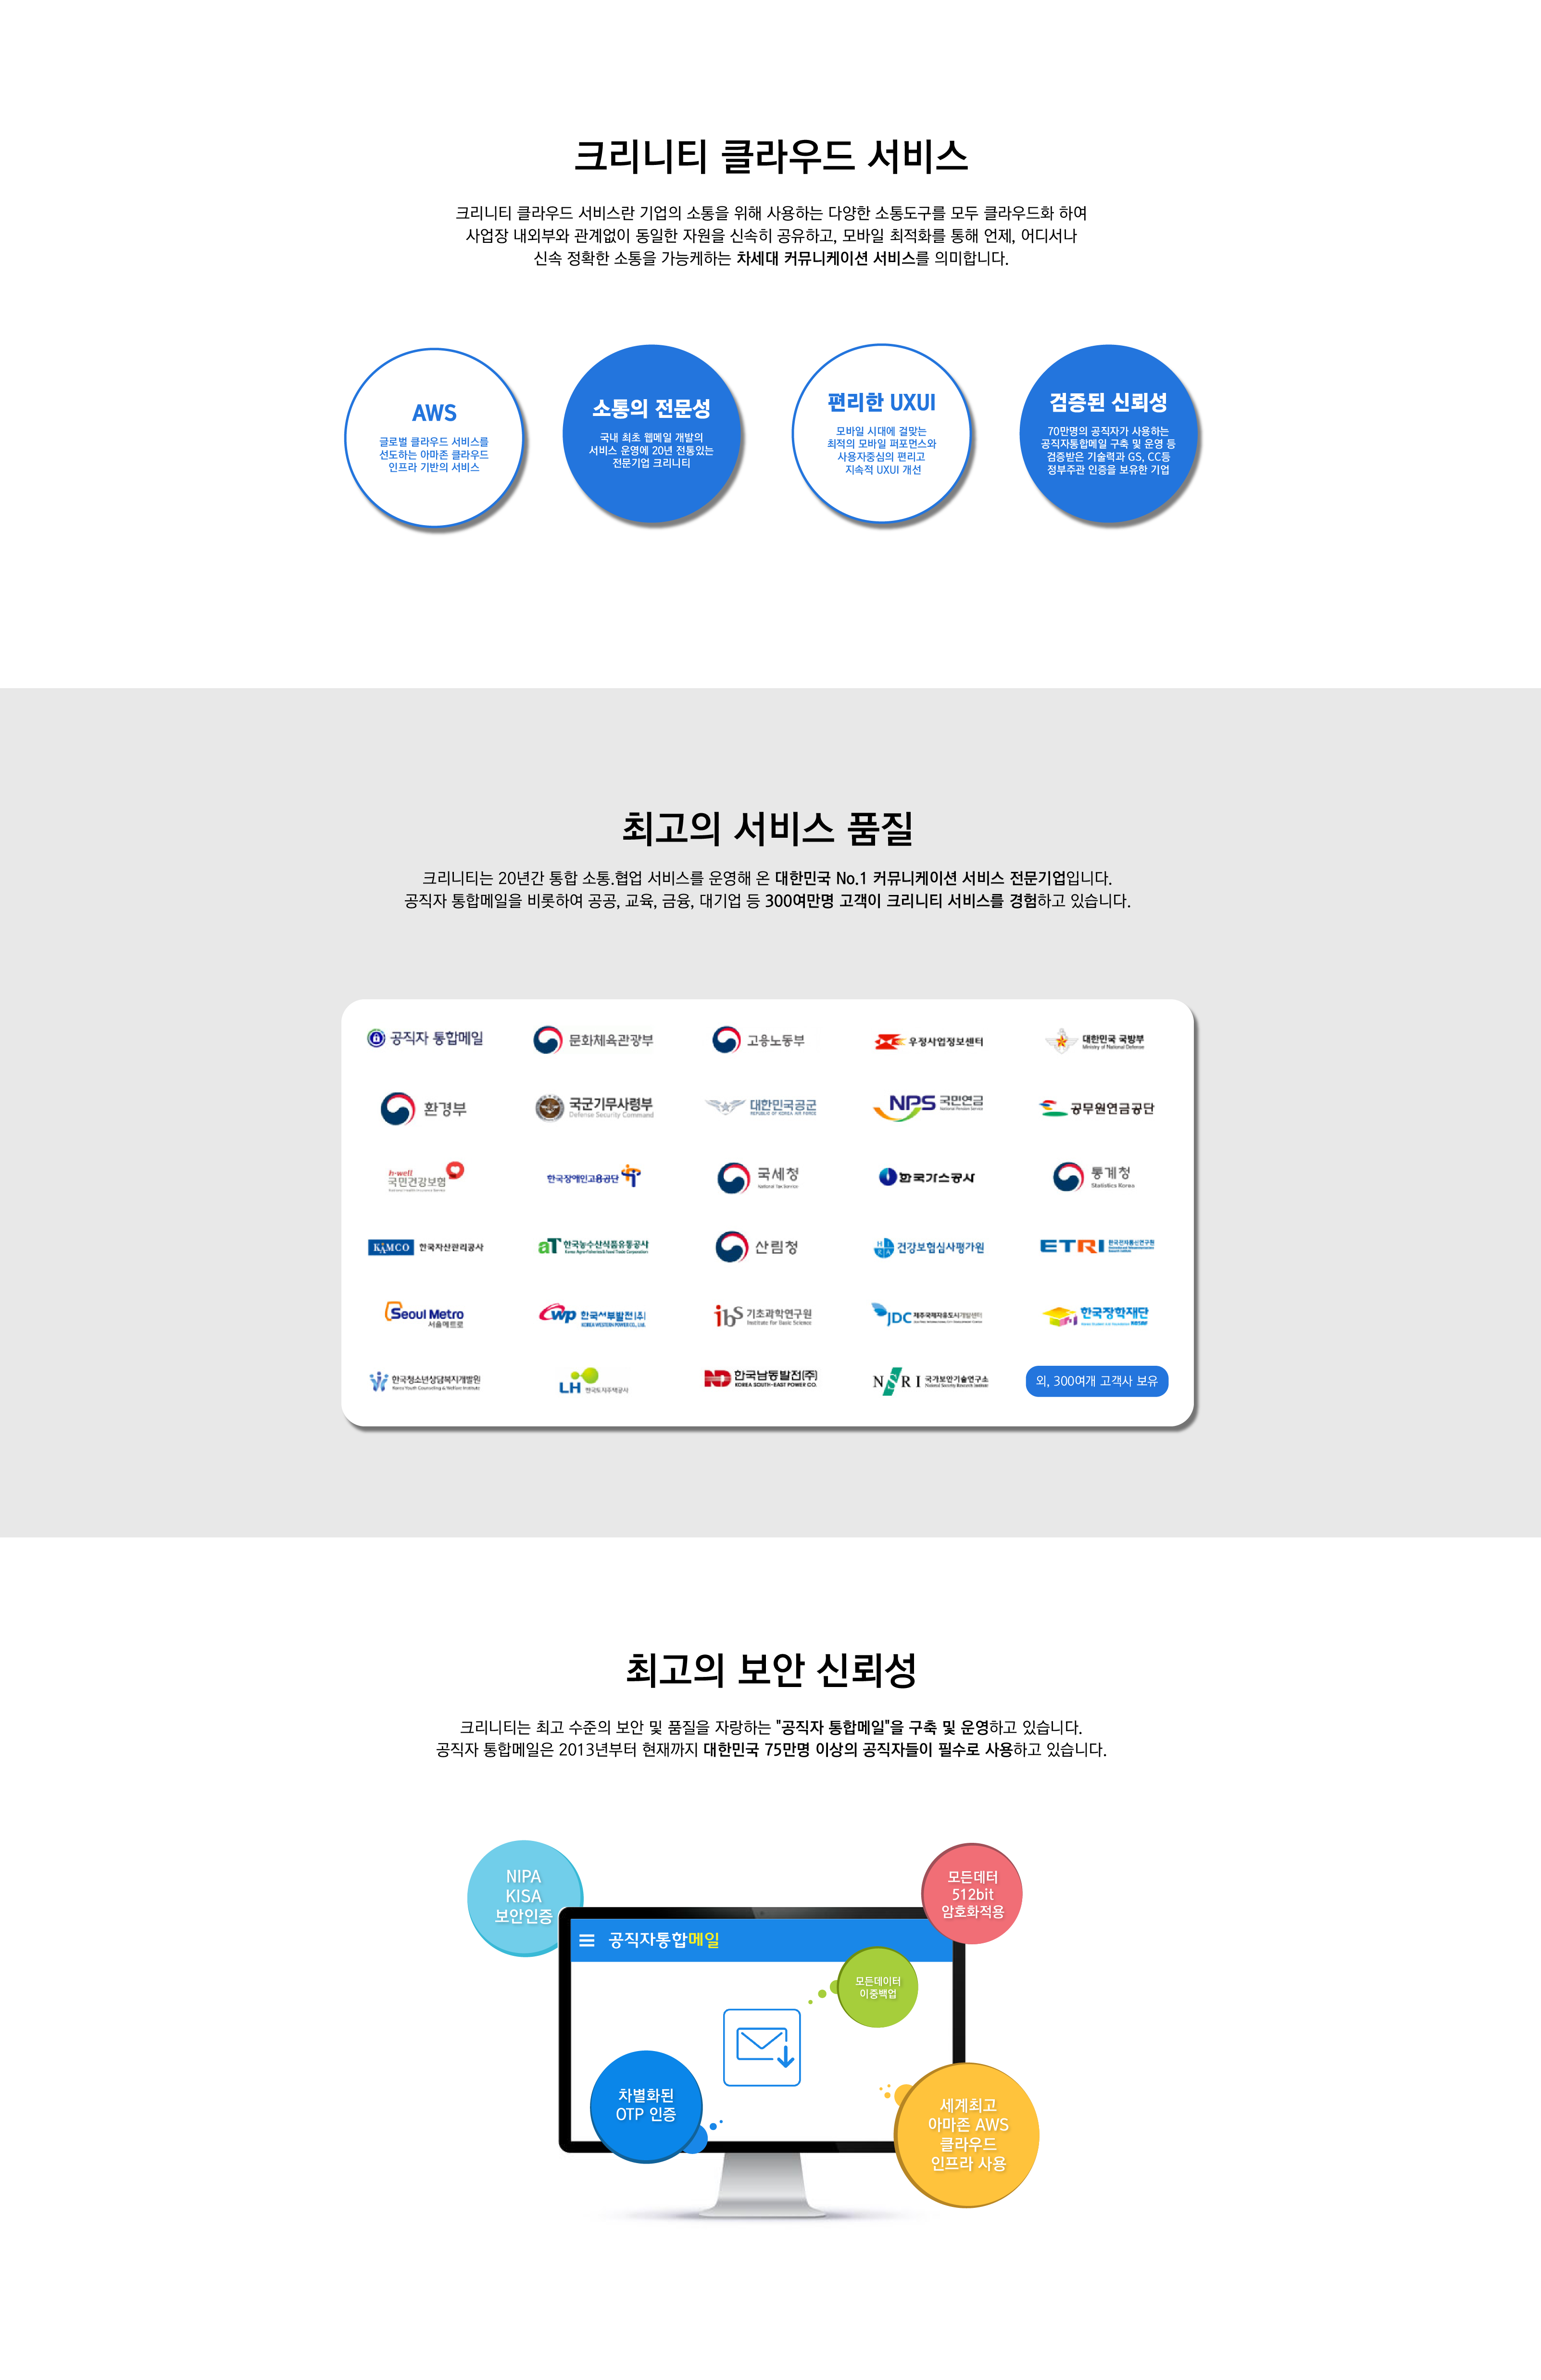 크리니티 클라우드 서비스
크리니티 클라우드 서비스란 기업의 소통을 위해 사용하는 다양한 소통도구를 모두 클라우드화 하여
사업장 내외부와 관계없이 동일한 자원을 신속히 공유하고, 모바일 최적화를 통해 언제, 어디서나
신속 정확한 소통을 가능케하는 차세대 커뮤니케이션 서비스를 의미합니다.
AWS
글로벌 클라우드 서비스를
선도하는 아마존 클라우드
인프라 기반의 서비스
소통의 전문성
국내 최초 웹메일 개발의
서비스 운영에 20년 전통있는
전문기업 크리니티
편리한 UXUI
모바일 시대에 걸맞는
최적의 모바일 퍼포먼스와
사용자중심의 편리고
지속적 UXUI 개선
검증된 신뢰성
70만명의 공직자가 사용하는
공직자통합메일 구축 및 운영 등
검증받은 기술력과 GS, CC등
정부주관 인증을 보유한 기업
최고의 서비스 품질
크리니티는 20년간 통합 소통.협업 서비스를 운영해 온 대한민국 No.1 커뮤니케이션 서비스 전문기업입니다.
공직자 통합메일을 비롯하여 공공, 교육, 금융, 대기업 등 300여만명 고객이 크리니티 서비스를 경험하고 있습니다.
공직자 통합메일
문화체육관광부
고용노동부
우정사업정보센터
대한민국 국방부
Ministry of National Defense
환경부
국군기무사령부
Defense Security Command
대한민국공군
REPUBLIC OF KOREA AIR FORCE
NPS 국민연금
National Pension Service
공무원연금공단
h-well
국민건강보험
한국장애인고용공단
국세청
National Tax Service
한국가스공사
통계청
Statistics Korea
KAMCO 한국자산관리공사
aT 한국농수산식품유통공사
Korea Agro-Fisheries & Food Trade Corporation
산림청
HIRA 건강보험심사평가원
ETRI 한국전자통신연구원
Seoul Metro
서울메트로
wp 한국서부발전(주)
KOREA WESTERN POWER CO., Ltd.
ibS 기초과학연구원
Institute for Basic Science
JDC 제주국제자유도시개발센터
한국장학재단
한국청소년상담복지개발원
Korea Youth Counseling & Welfare Institute
LH 한국토지주택공사
한국남동발전(주)
KOREA SOUTH-EAST POWER CO.
NSRI 국가보안기술연구소
National Security Research Institute
외, 300여개 고객사 보유
최고의 보안 신뢰성
크리니티는 최고 수준의 보안 및 품질을 자랑하는 "공직자 통합메일"을 구축 및 운영하고 있습니다.
공직자 통합메일은 2013년부터 현재까지 대한민국 75만명 이상의 공직자들이 필수로 사용하고 있습니다.
NIPA
KISA
보안인증
모든데터
512bit
암호화적용
공직자통합메일
모든데이터
이중백업
차별화된
OTP 인증
세계최고
아마존 AWS
클라우드
인프라 사용